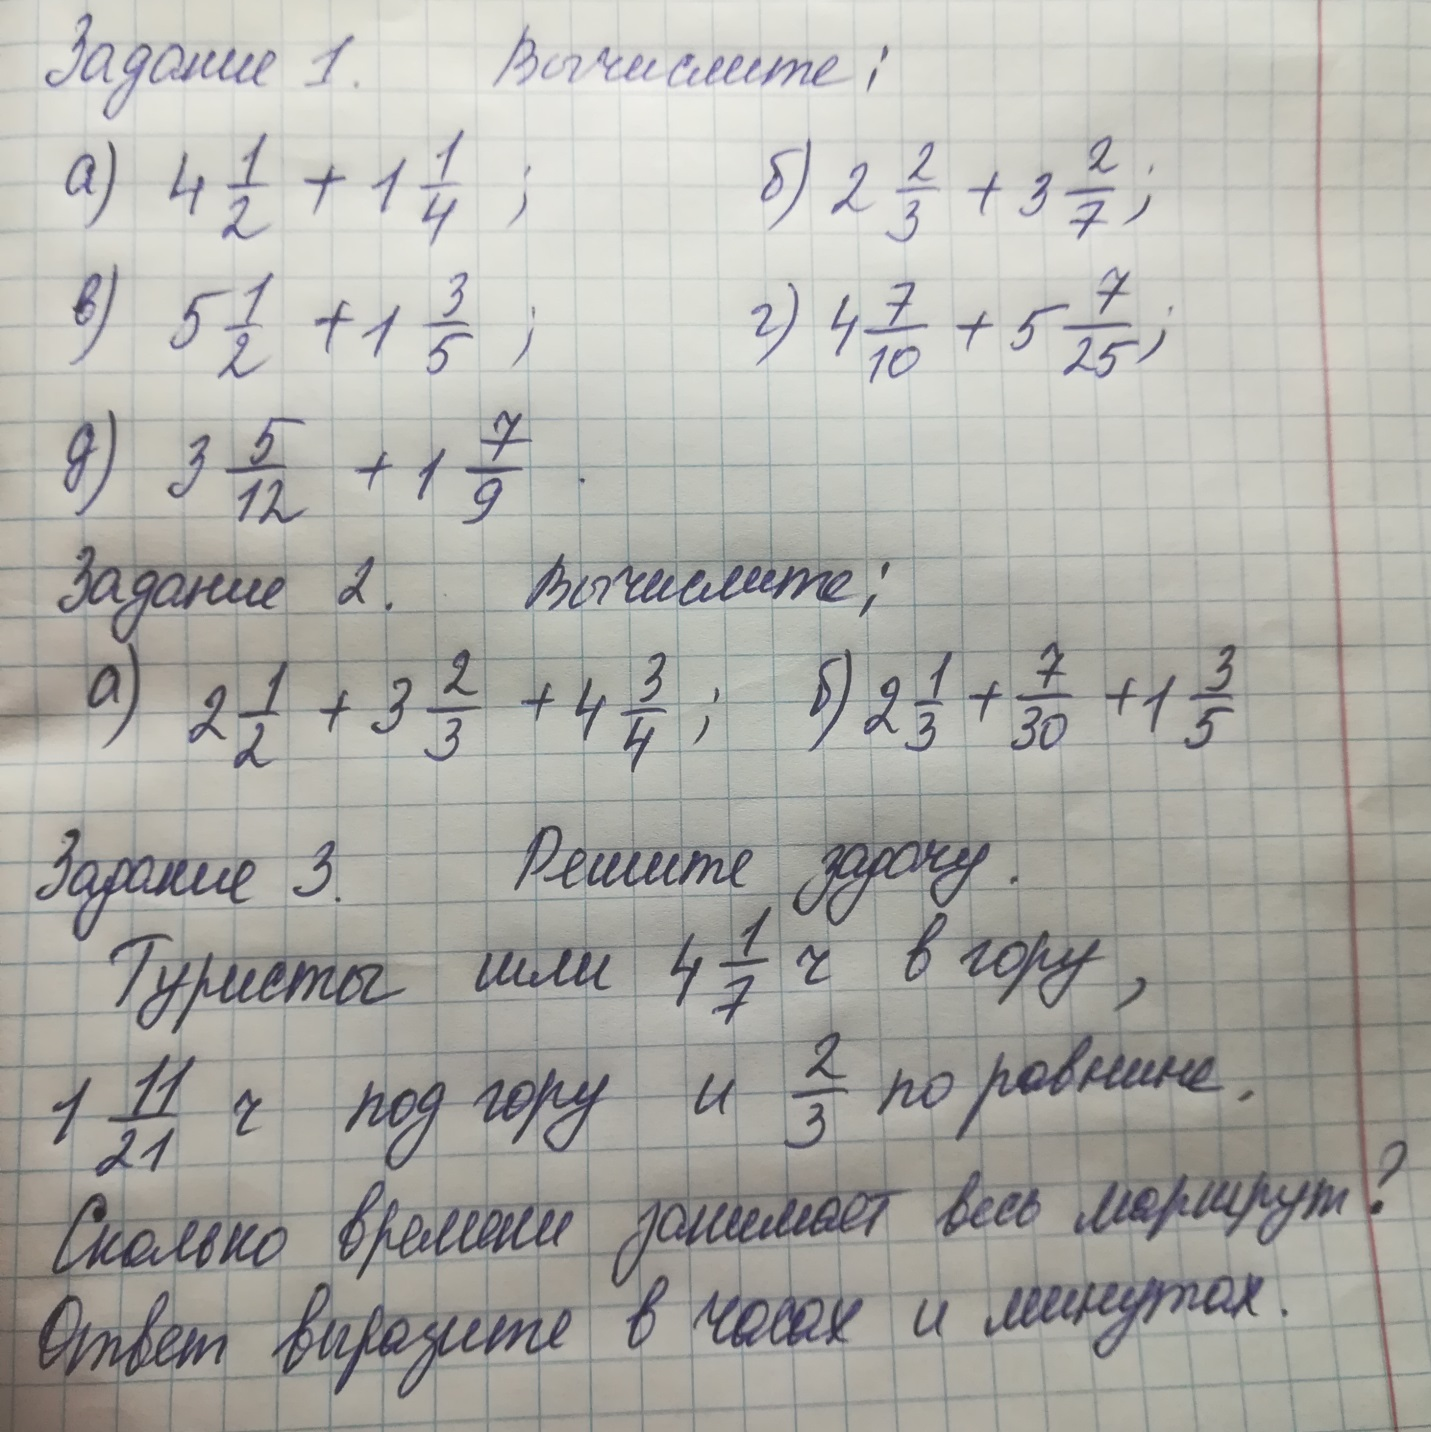 Задание 1. Вычислите:
а) 4 1/2 + 1 1/4 ; б) 2 2/3 + 3 2/7 ;
в) 5 1/2 + 1 3/5 ; г) 4 7/10 + 5 7/25 ;
д) 3 5/12 + 1 7/9 .
Задание 2. Вычислите:
а) 2 1/2 + 3 2/3 + 4 3/4 ; б) 2 1/3 + 7/30 + 1 3/5
Задание 3. Решите задачу.
Туристы шли 4 1/7 ч в гору,
1 11/21 ч под гору и 2/3 по равнине.
Сколько времени занимает весь маршрут?
Ответ выразите в часах и минутах.